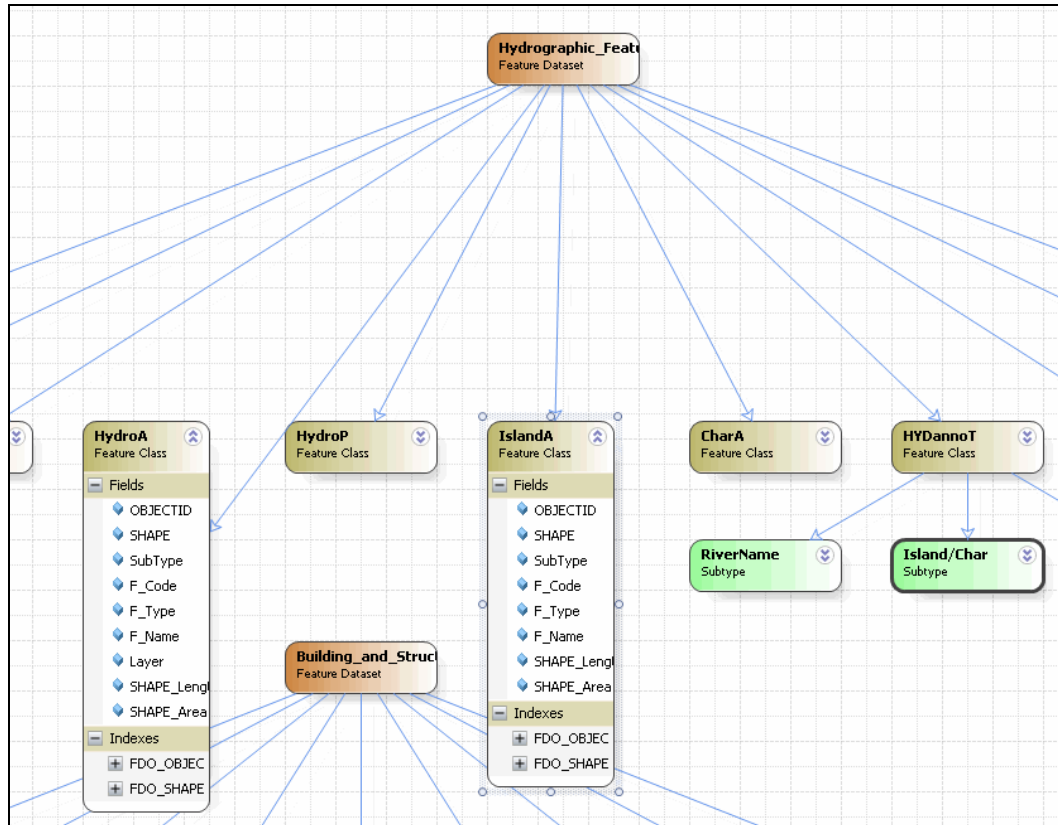 Hydrographic_Featu
Feature Dataset
HydroA
Feature Class
Fields
OBJECTID
SHAPE
SubType
F_Code
F_Type
F_Name
Layer
SHAPE_Lengt
SHAPE_Area
Indexes
FDO_OBJEC
FDO_SHAPE
HydroP
Feature Class
IslandA
Feature Class
Fields
OBJECTID
SHAPE
SubType
F_Code
F_Type
F_Name
SHAPE_Lengt
SHAPE_Area
Indexes
FDO_OBJEC
FDO_SHAPE
CharA
Feature Class
HYDannoT
Feature Class
RiverName
Subtype
Island/Char
Subtype
Building_and_Struct
Feature Dataset